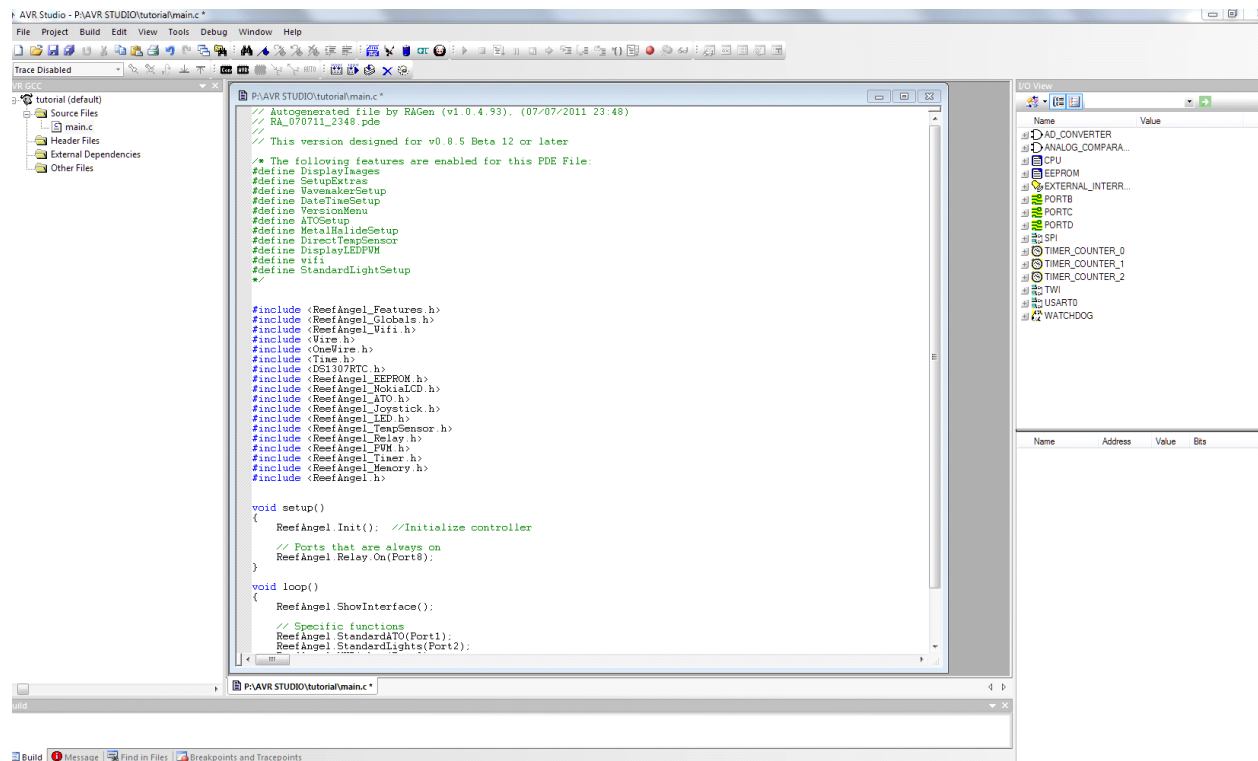 AVR Studio - P:\AVR STUDIO\tutorial\main.c *
File Project Build Edit View Tools Debug Window Help
Trace Disabled
VR GCC
tutorial (default)
Source Files
main.c
Header Files
External Dependencies
Other Files
P:\AVR STUDIO\tutorial\main.c *
// Autogenerated file by RAGen (v1.0.4.93), (07/07/2011 23:48)
// RA_070711_2348.pde
//
// This version designed for v0.8.5 Beta 12 or later
/* The following features are enabled for this PDE File:
#define DisplayImages
#define SetupExtras
#define WavemakerSetup
#define DateTimeSetup
#define VersionMenu
#define ATOSetup
#define MetalHalideSetup
#define DirectTempSensor
#define DisplayLEDPWM
#define wifi
#define StandardLightSetup
*/
#include <ReefAngel_Features.h>
#include <ReefAngel_Globals.h>
#include <ReefAngel_Wifi.h>
#include <Wire.h>
#include <OneWire.h>
#include <Time.h>
#include <DS1307RTC.h>
#include <ReefAngel_EEPROM.h>
#include <ReefAngel_NokiaLCD.h>
#include <ReefAngel_ATO.h>
#include <ReefAngel_Joystick.h>
#include <ReefAngel_LED.h>
#include <ReefAngel_TempSensor.h>
#include <ReefAngel_Relay.h>
#include <ReefAngel_PWM.h>
#include <ReefAngel_Timer.h>
#include <ReefAngel_Memory.h>
#include <ReefAngel.h>
void setup()
{
ReefAngel.Init(); //Initialize controller
// Ports that are always on
ReefAngel.Relay.On(Port8);
}
void loop()
{
ReefAngel.ShowInterface();
// Specific functions
ReefAngel.StandardATO(Port1);
ReefAngel.StandardLights(Port2);
P:\AVR STUDIO\tutorial\main.c *
I/O View
Name Value
AD_CONVERTER
ANALOG_COMPARA...
CPU
EEPROM
EXTERNAL_INTERR...
PORTB
PORTC
PORTD
SPI
TIMER_COUNTER_0
TIMER_COUNTER_1
TIMER_COUNTER_2
TWI
USART0
WATCHDOG
Name Address Value Bits
uild
Build Message Find in Files Breakpoints and Tracepoints